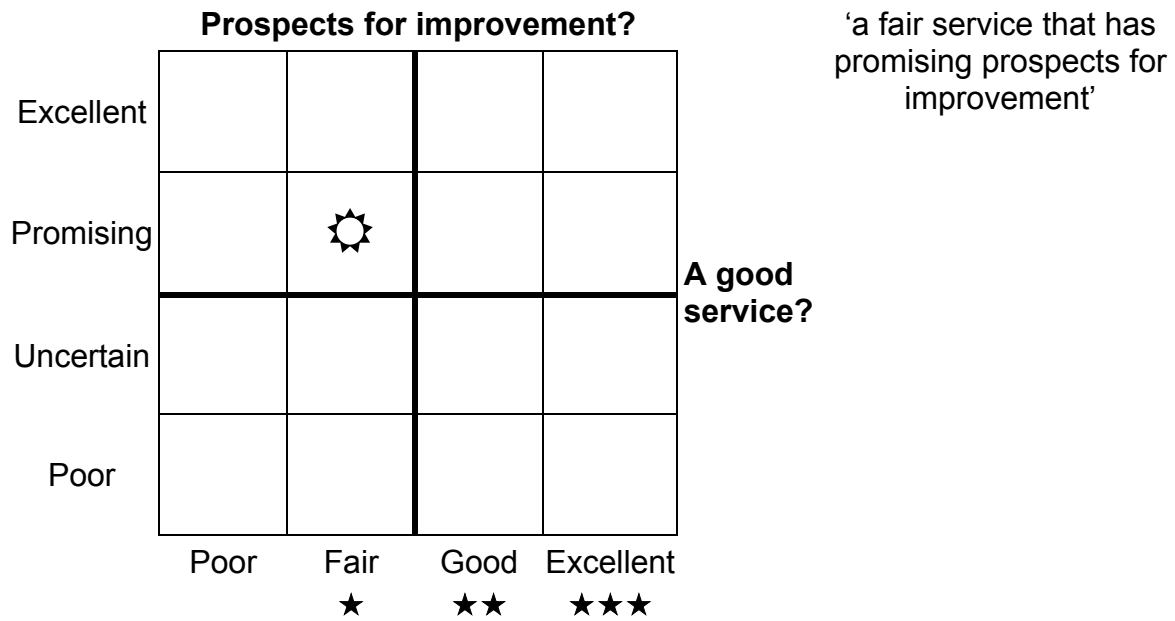 Prospects for improvement?
‘a fair service that has
promising prospects for
improvement’
Excellent
Promising
A good
service?
Uncertain
Poor
Poor Fair Good Excellent
★ ★★ ★★★